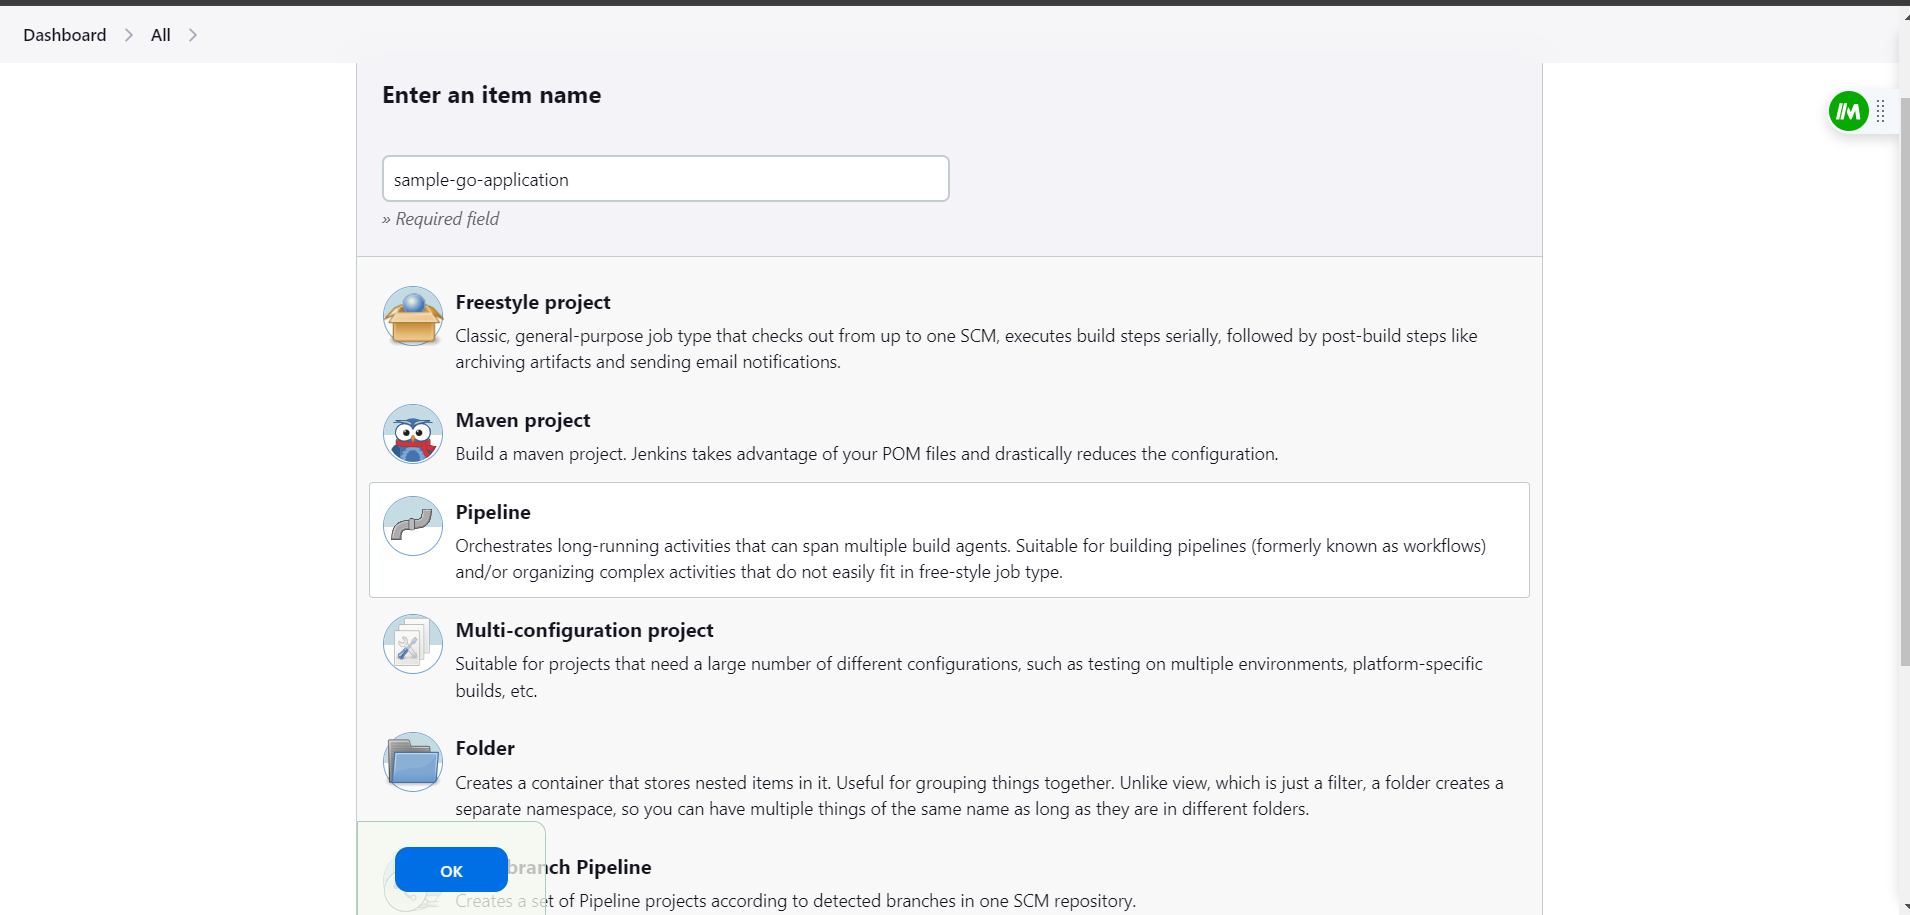 Dashboard > All >
Enter an item name
sample-go-application
» Required field
Freestyle project
Classic, general-purpose job type that checks out from up to one SCM, executes build steps serially, followed by post-build steps like
archiving artifacts and sending email notifications.
Maven project
Build a maven project. Jenkins takes advantage of your POM files and drastically reduces the configuration.
Pipeline
Orchestrates long-running activities that can span multiple build agents. Suitable for building pipelines (formerly known as workflows)
and/or organizing complex activities that do not easily fit in free-style job type.
Multi-configuration project
Suitable for projects that need a large number of different configurations, such as testing on multiple environments, platform-specific
builds, etc.
Folder
Creates a container that stores nested items in it. Useful for grouping things together. Unlike view, which is just a filter, a folder creates a
separate namespace, so you can have multiple things of the same name as long as they are in different folders.
OK
branch Pipeline
Creates a set of Pipeline projects according to detected branches in one SCM repository.